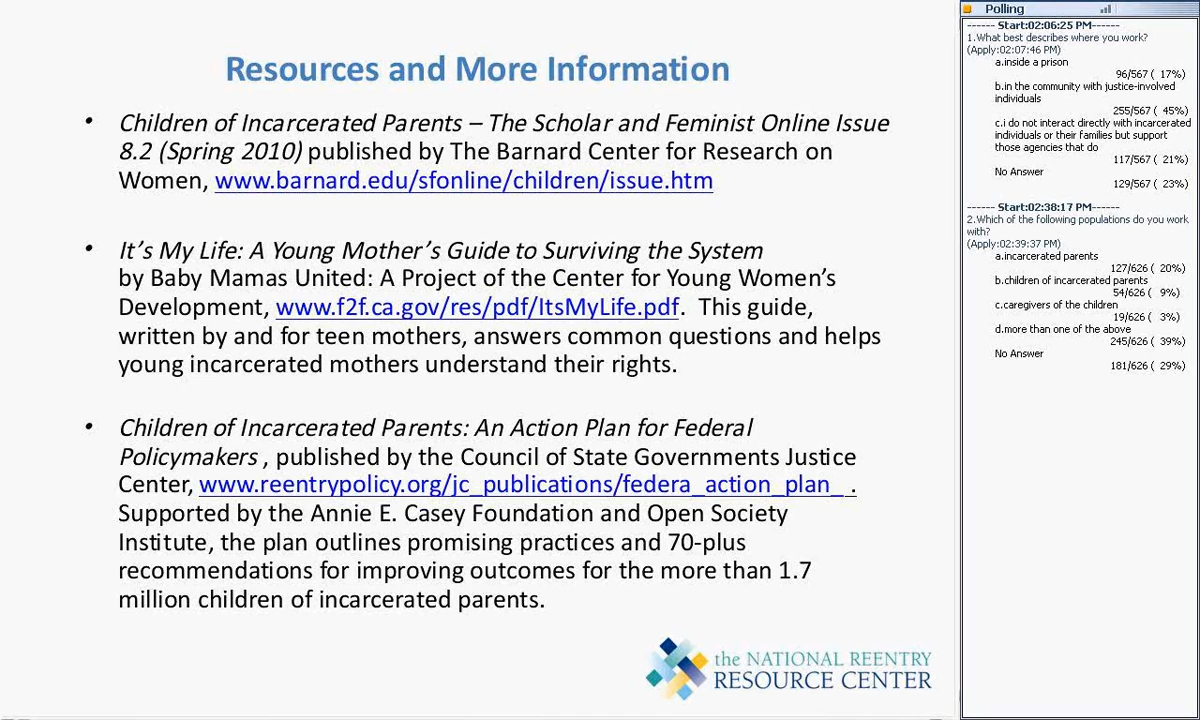 Resources and More Information
• Children of Incarcerated Parents – The Scholar and Feminist Online Issue
8.2 (Spring 2010) published by The Barnard Center for Research on
Women, www.barnard.edu/sfonline/children/issue.htm
• It's My Life: A Young Mother's Guide to Surviving the System
by Baby Mamas United: A Project of the Center for Young Women's
Development, www.f2f.ca.gov/res/pdf/ItsMyLife.pdf. This guide,
written by and for teen mothers, answers common questions and helps
young incarcerated mothers understand their rights.
• Children of Incarcerated Parents: An Action Plan for Federal
Policymakers , published by the Council of State Governments Justice
Center, www.reentrypolicy.org/jc_publications/federa_action_plan_ .
Supported by the Annie E. Casey Foundation and Open Society
Institute, the plan outlines promising practices and 70-plus
recommendations for improving outcomes for the more than 1.7
million children of incarcerated parents.
the NATIONAL REENTRY
RESOURCE CENTER
Polling
------ Start:02:06:25 PM------
1.What best describes where you work?
(Apply:02:07:46 PM)
a.inside a prison
96/567 ( 17%)
b.in the community with justice-involved
individuals
255/567 ( 45%)
c.i do not interact directly with incarcerated
individuals or their families but support
those agencies that do
117/567 ( 21%)
No Answer
129/567 ( 23%)
------ Start:02:38:17 PM------
2.Which of the following populations do you work
with?
(Apply:02:39:37 PM)
a.incarcerated parents
127/626 ( 20%)
b.children of incarcerated parents
54/626 ( 9%)
c.caregivers of the children
19/626 ( 3%)
d.more than one of the above
245/626 ( 39%)
No Answer
181/626 ( 29%)